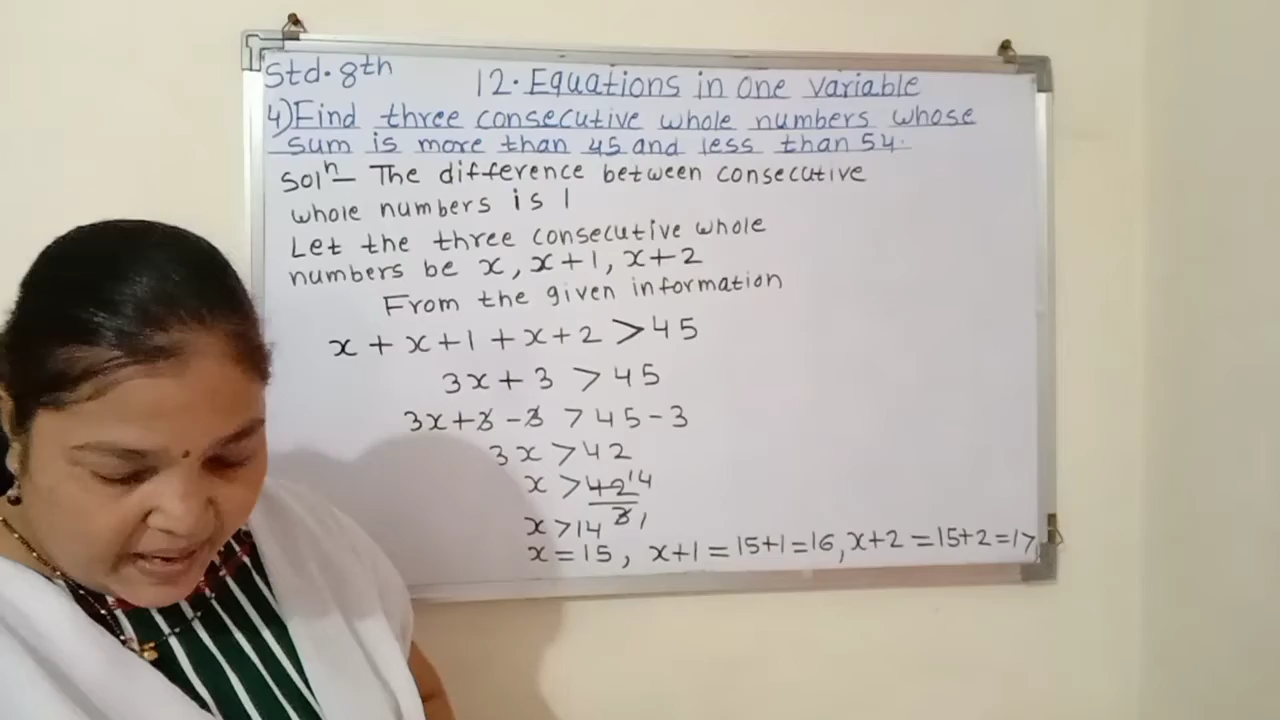 Std. 8th
12. Equations in one variable
4) Find three consecutive whole numbers whose
sum is more than 45 and less than 54.
Solⁿ- The difference between consecutive
whole numbers is 1
Let the three consecutive whole
numbers be x, x+1, x+2
From the given information
x + x+1 + x+2 > 45
3x + 3 > 45
3x+3 -3 > 45-3
3x > 42
x > 42 14
3 1
x > 14
x = 15, x+1 = 15+1 = 16, x+2 = 15+2 = 17